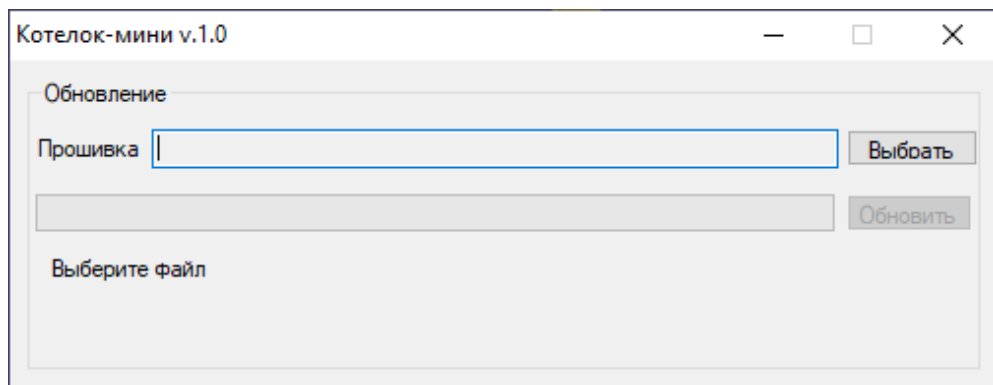 Котелок-мини v.1.0
Обновление
Прошивка Выбрать
Обновить
Выберите файл